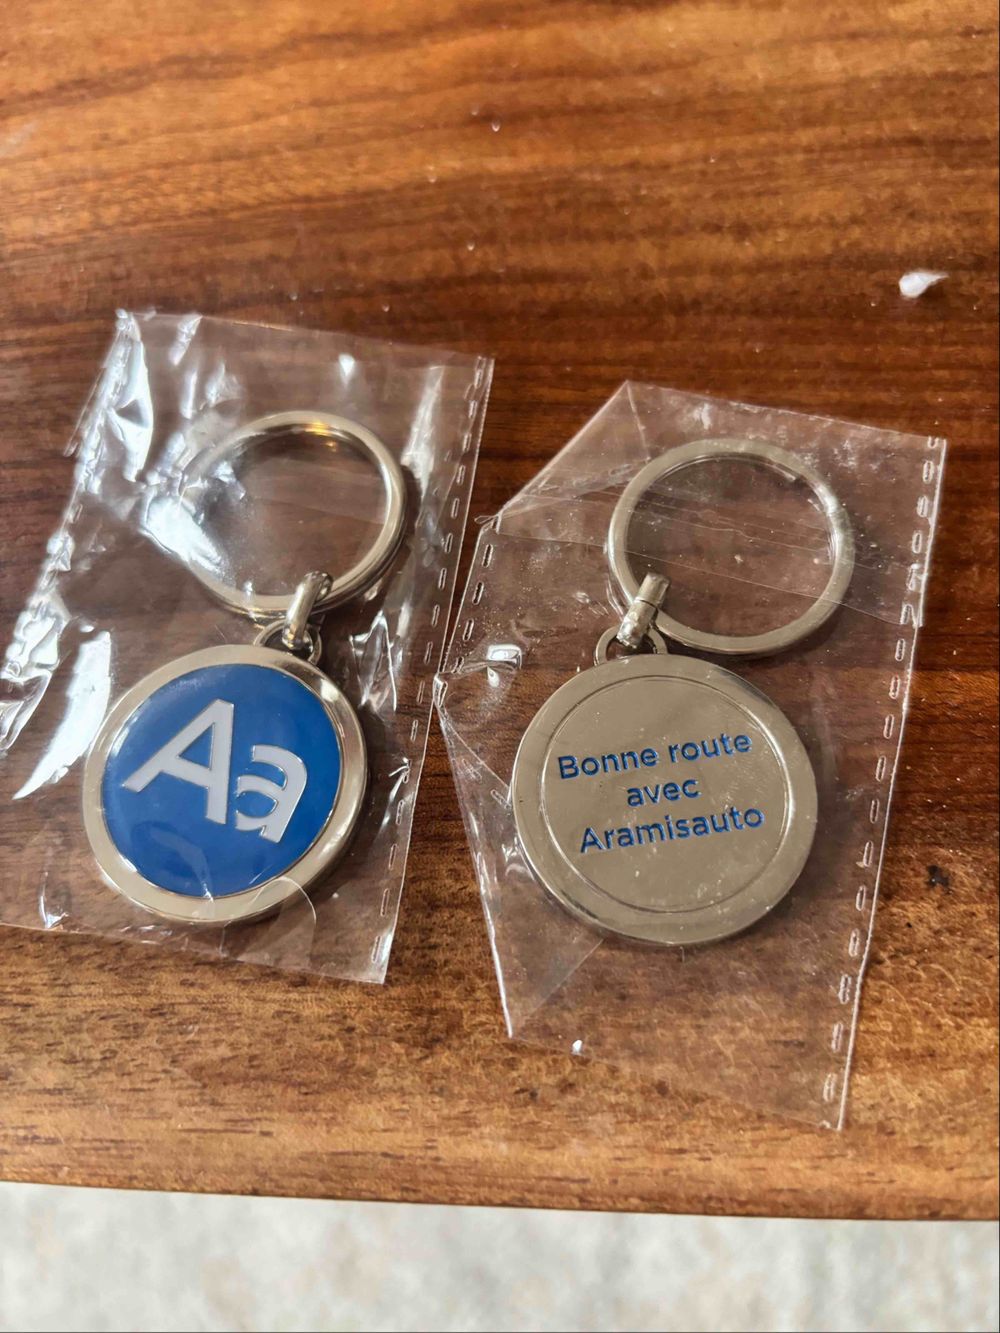 Aa
Bonne route
avec
Aramisauto